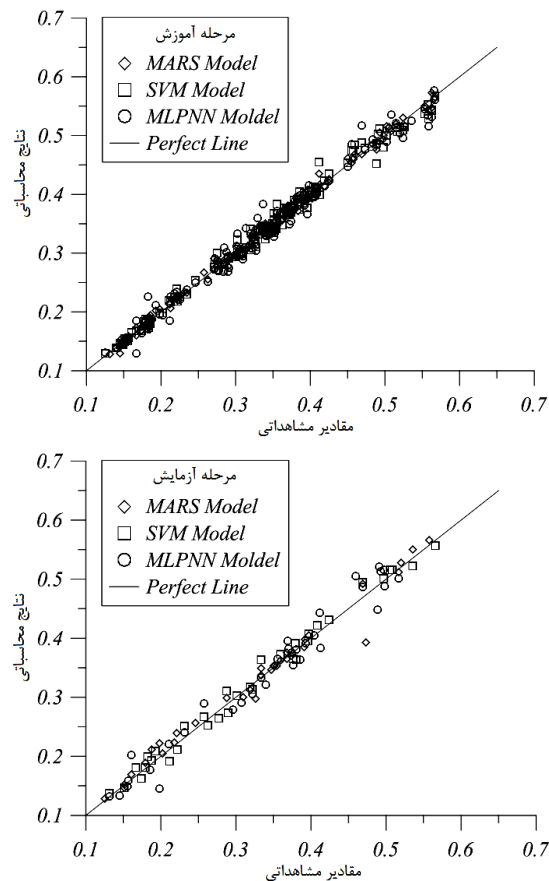 0.7
0.6
0.5
0.4
0.3
0.2
0.1
نتایج محاسباتی
مرحله آموزش
MARS Model
SVM Model
MLPNN Moldel
Perfect Line
0.1 0.2 0.3 0.4 0.5 0.6 0.7
مقادیر مشاهداتی
0.7
0.6
0.5
0.4
0.3
0.2
0.1
نتایج محاسباتی
مرحله آزمایش
MARS Model
SVM Model
MLPNN Moldel
Perfect Line
0.1 0.2 0.3 0.4 0.5 0.6 0.7
مقادیر مشاهداتی